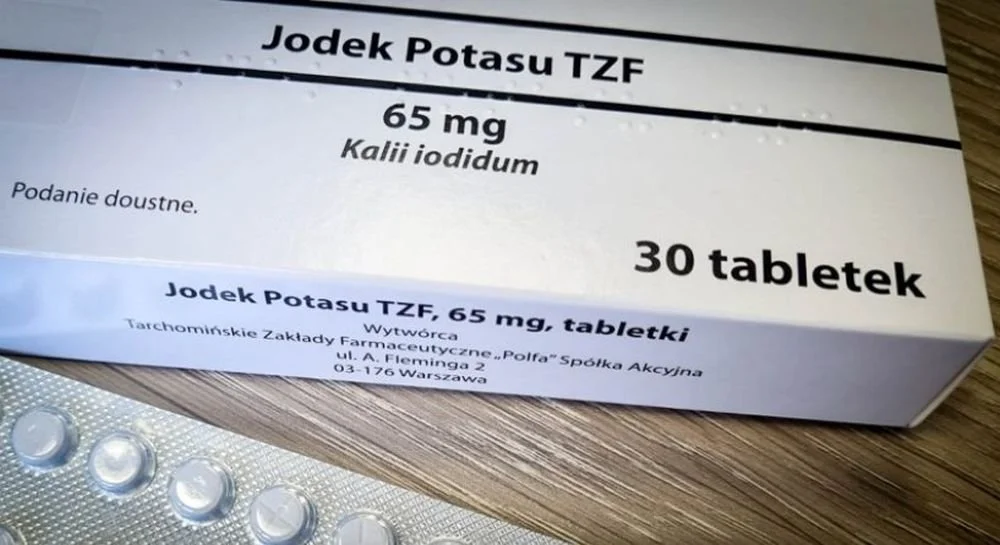 Jodek Potasu TZF
65 mg
Kalii iodidum
Podanie doustne.
30 tabletek
Jodek Potasu TZF, 65 mg, tabletki
Wytwórca
Tarchomińskie Zakłady Farmaceutyczne „Polfa” Spółka Akcyjna
ul. A. Fleminga 2
03-176 Warszawa